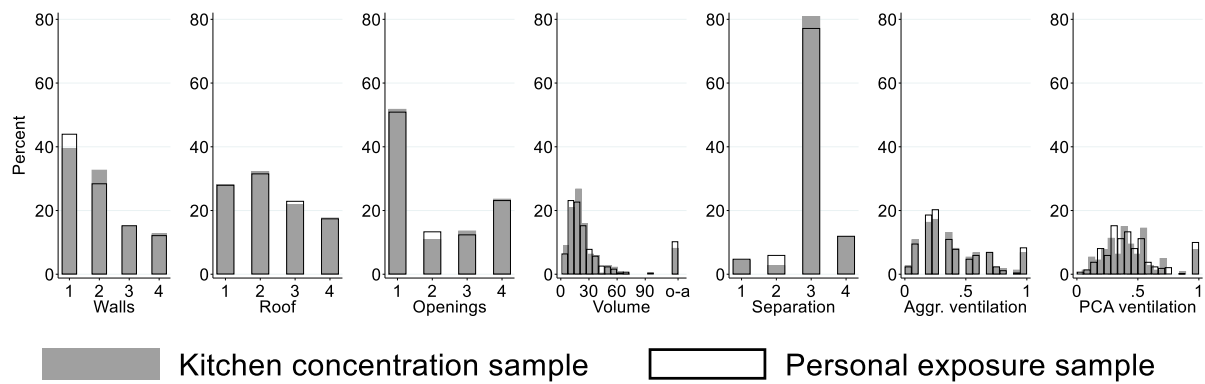 Percent
80 80 80 80 80 80 80
60 60 60 60 60 60 60
40 40 40 40 40 40 40
20 20 20 20 20 20 20
0 0 0 0 0 0 0
1 2 3 4 1 2 3 4 1 2 3 4 0 30 60 90 o-a 1 2 3 4 0 .5 1 0 .5 1
Walls Roof Openings Volume Separation Aggr. ventilation PCA ventilation
Kitchen concentration sample Personal exposure sample